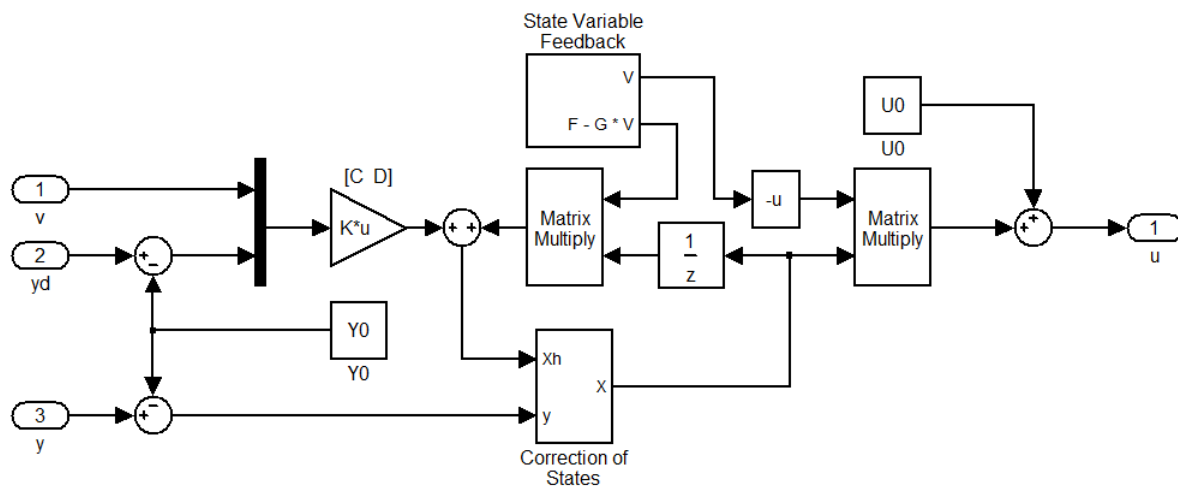 State Variable
Feedback
V
F - G * V
U0
U0
[C D]
1
v
K*u
+ +
Matrix
Multiply
-u
Matrix
Multiply
+
+
1
u
2
yd
+
−
1
z
Y0
Y0
Xh
X
y
3
y
+
−
Correction of
States